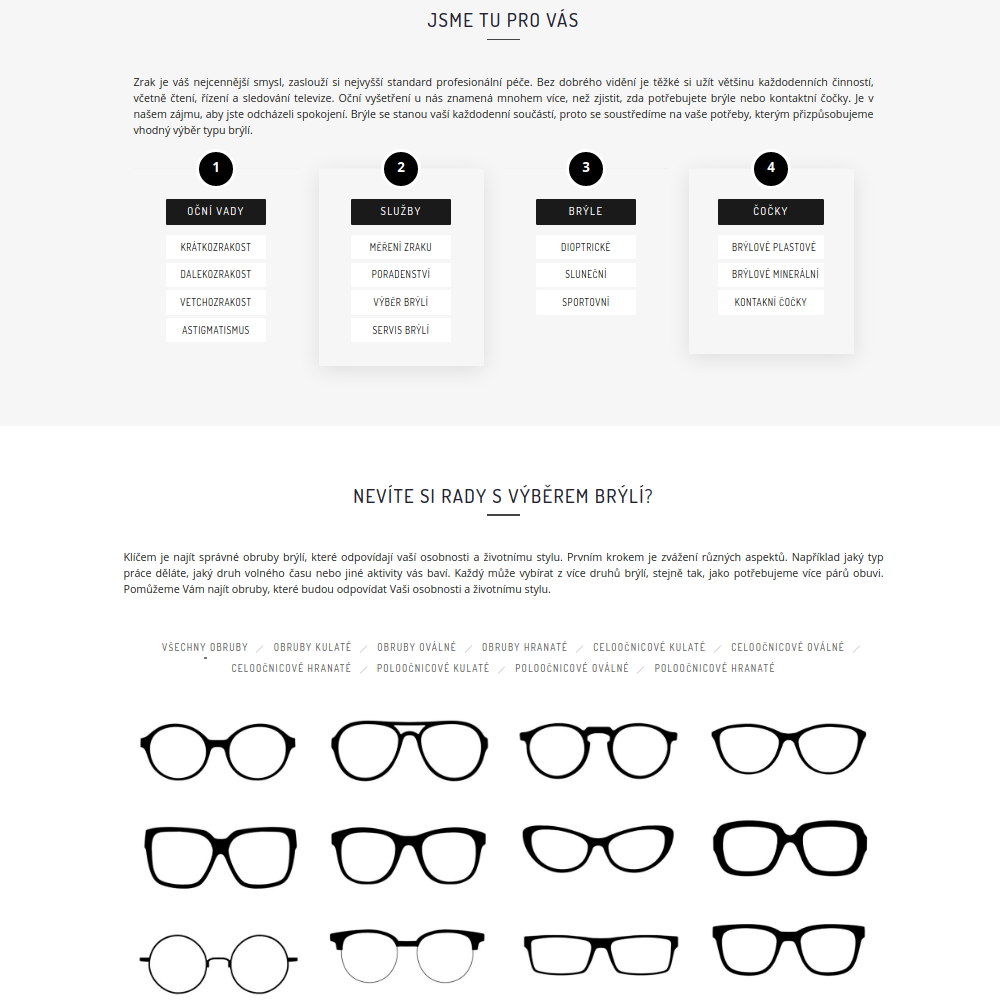 JSME TU PRO VÁS
Zrak je váš nejcennější smysl, zaslouží si nejvyšší standard profesionální péče. Bez dobrého vidění je těžké si užít většinu každodenních činností,
včetně čtení, řízení a sledování televize. Oční vyšetření u nás znamená mnohem více, než zjistit, zda potřebujete brýle nebo kontaktní čočky. Je v
našem zájmu, aby jste odcházeli spokojení. Brýle se stanou vaší každodenní součástí, proto se soustředíme na vaše potřeby, kterým přizpůsobujeme
vhodný výběr typu brýlí.
1
OČNÍ VADY
KRÁTKOZRAKOST
DALEKOZRAKOST
VETCHOZRAKOST
ASTIGMATISMUS
2
SLUŽBY
MĚŘENÍ ZRAKU
PORADENSTVÍ
VÝBĚR BRÝLÍ
SERVIS BRÝLÍ
3
BRÝLE
DIOPTRICKÉ
SLUNEČNÍ
SPORTOVNÍ
4
ČOČKY
BRÝLOVÉ PLASTOVÉ
BRÝLOVÉ MINERÁLNÍ
KONTAKNÍ ČOČKY
NEVÍTE SI RADY S VÝBĚREM BRÝLÍ?
Klíčem je najít správné obruby brýlí, které odpovídají vaší osobnosti a životnímu stylu. Prvním krokem je zvážení různých aspektů. Například jaký typ
práce děláte, jaký druh volného času nebo jiné aktivity vás baví. Každý může vybírat z více druhů brýlí, stejně tak, jako potřebujeme více párů obuvi.
Pomůžeme Vám najít obruby, které budou odpovídat Vaši osobnosti a životnímu stylu.
VŠECHNY OBRUBY / OBRUBY KULATÉ / OBRUBY OVÁLNÉ / OBRUBY HRANATÉ / CELOOČNICOVÉ KULATÉ / CELOOČNICOVÉ OVÁLNÉ /
CELOOČNICOVÉ HRANATÉ / POLOOČNICOVÉ KULATÉ / POLOOČNICOVÉ OVÁLNÉ / POLOOČNICOVÉ HRANATÉ